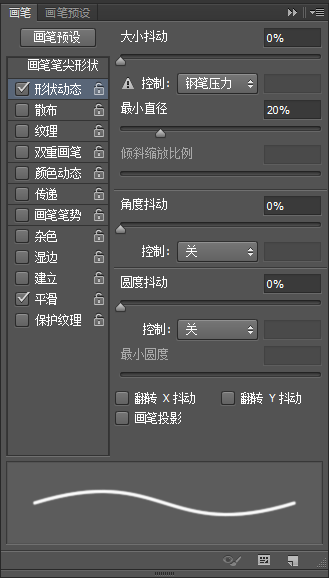 画笔 画笔预设
画笔预设
画笔笔尖形状
形状动态
散布
纹理
双重画笔
颜色动态
传递
画笔笔势
杂色
湿边
建立
平滑
保护纹理
大小抖动 0%
控制: 钢笔压力
最小直径 20%
倾斜缩放比例
角度抖动 0%
控制: 关
圆度抖动 0%
控制: 关
最小圆度
翻转 X 抖动 翻转 Y 抖动
画笔投影